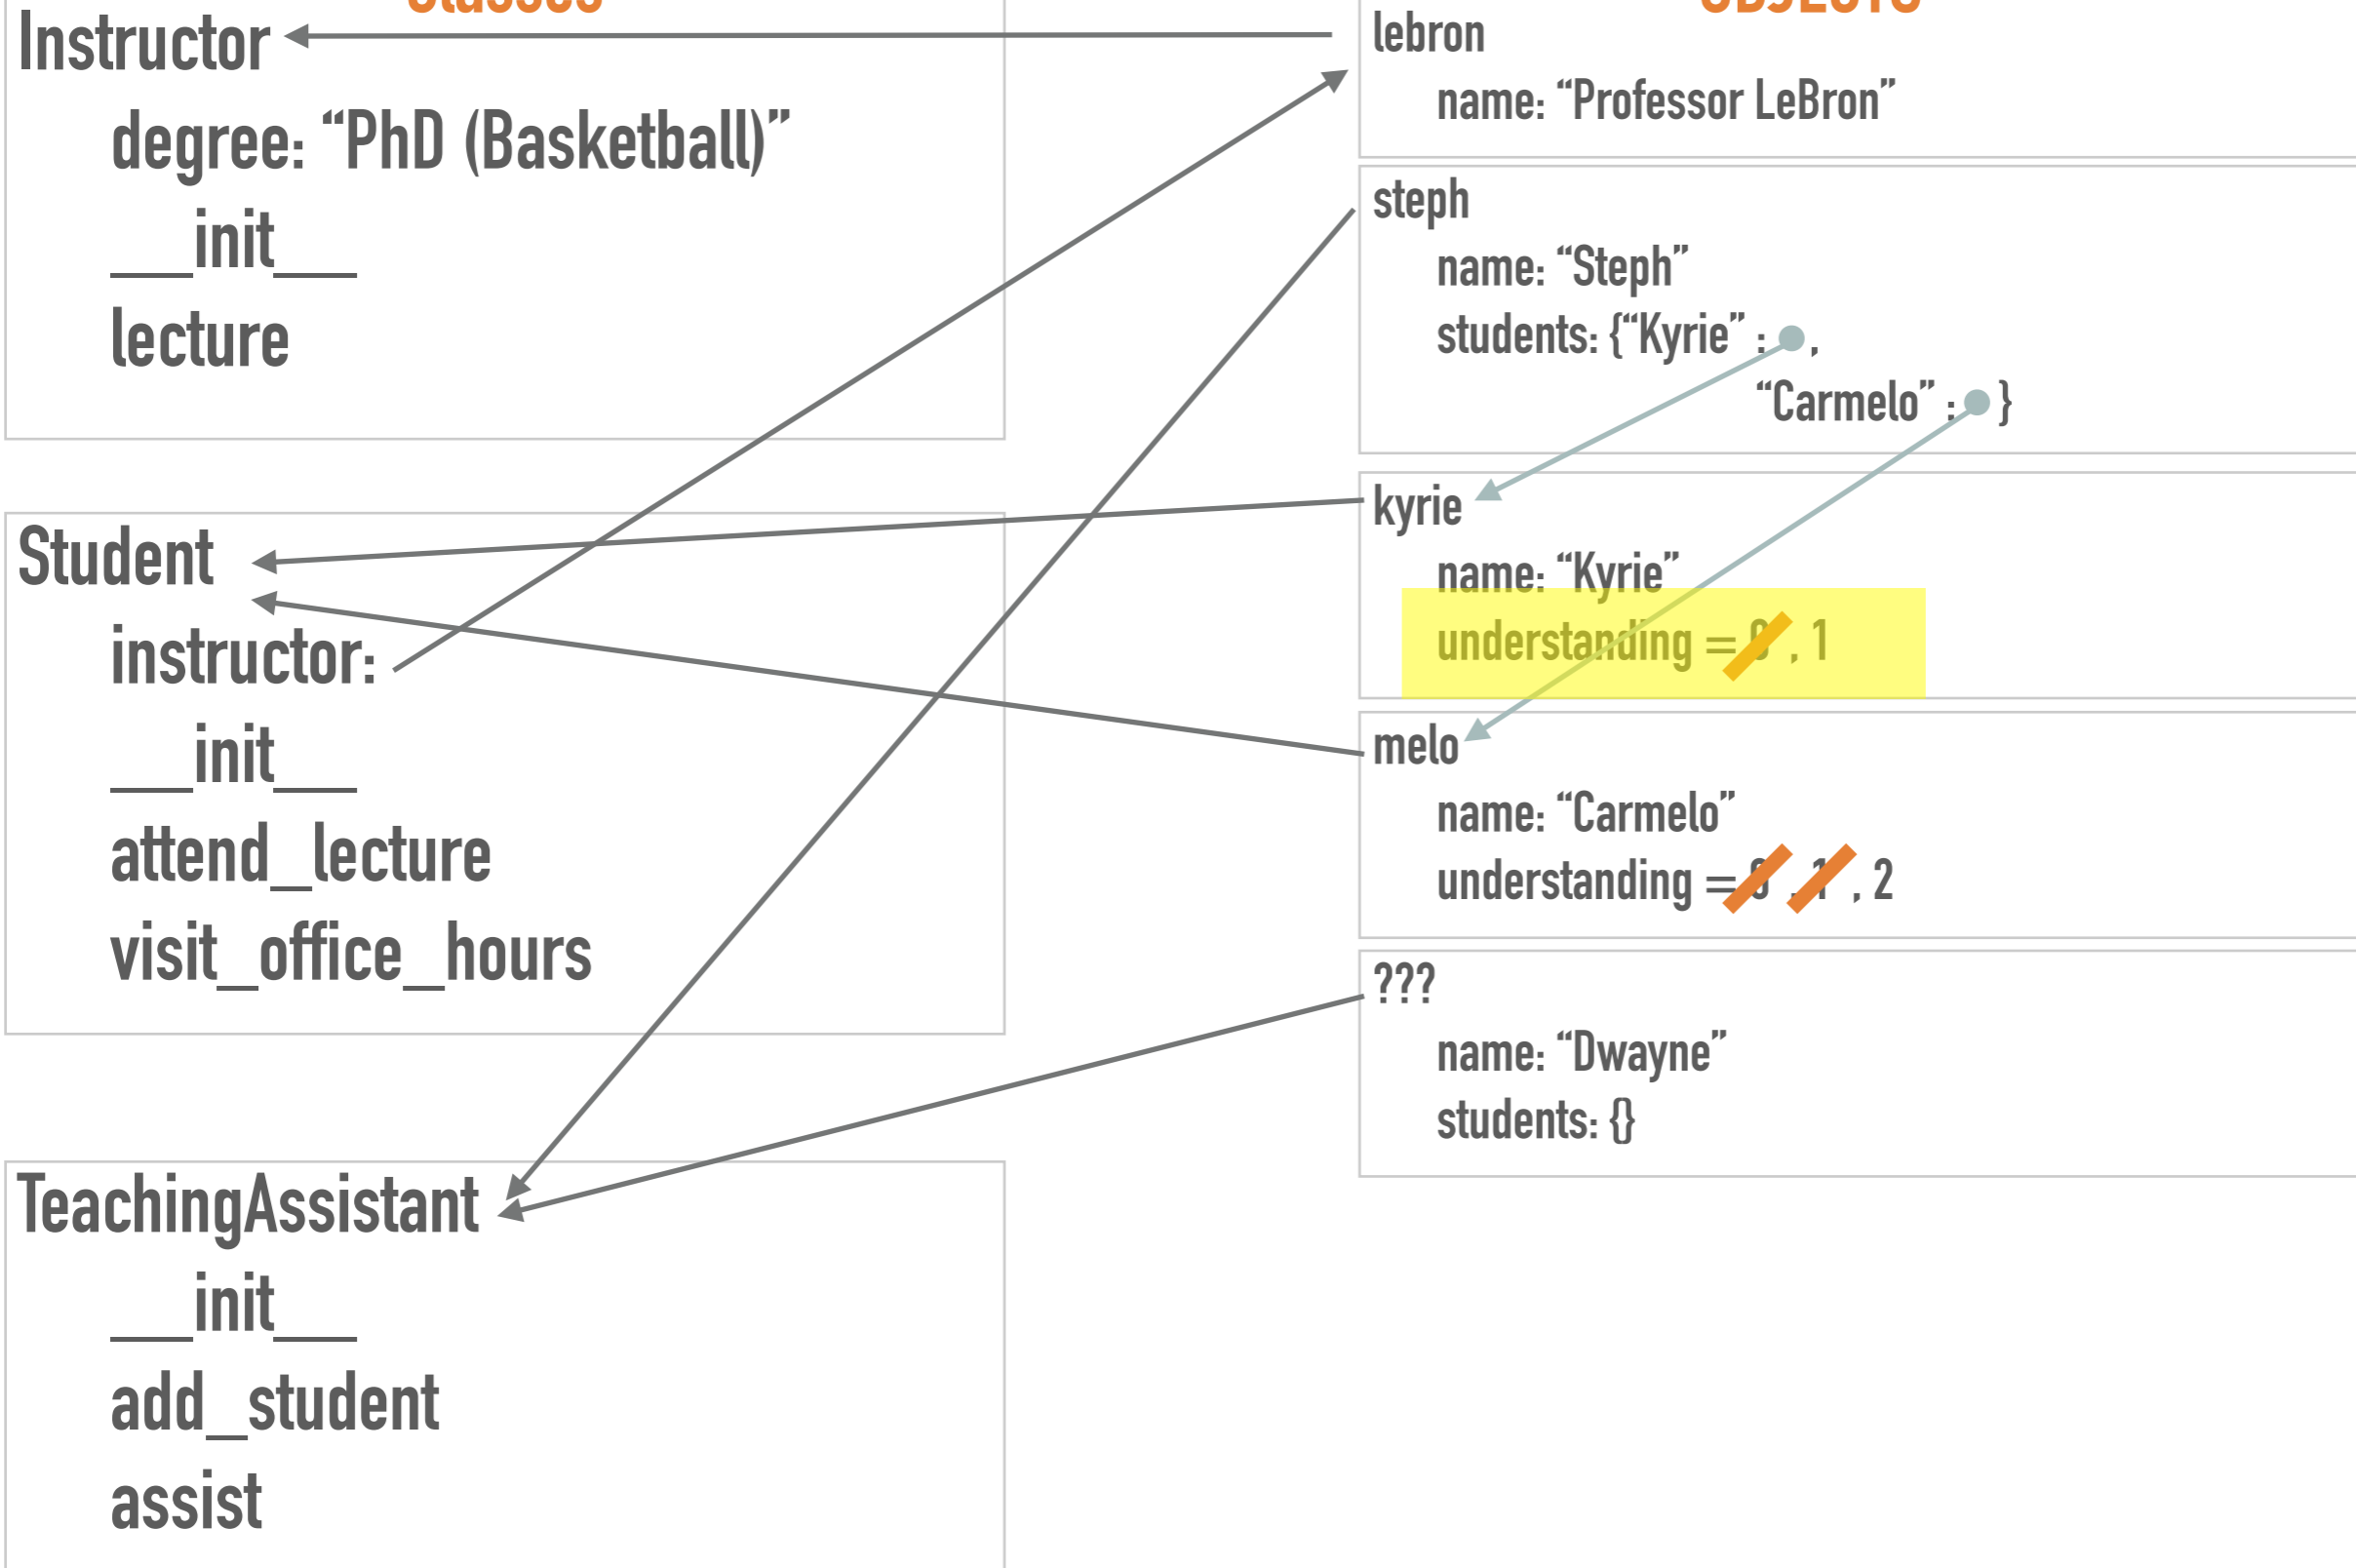 Instructor
degree: “PhD (Basketball)”
__init__
lecture
Student
instructor:
__init__
attend_lecture
visit_office_hours
TeachingAssistant
__init__
add_student
assist
lebron
name: “Professor LeBron”
steph
name: “Steph”
students: {“Kyrie” : ,
“Carmelo” : }
kyrie
name: “Kyrie”
understanding = 0 , 1
melo
name: “Carmelo”
understanding = 0 , 1 , 2
???
name: “Dwayne”
students: {}